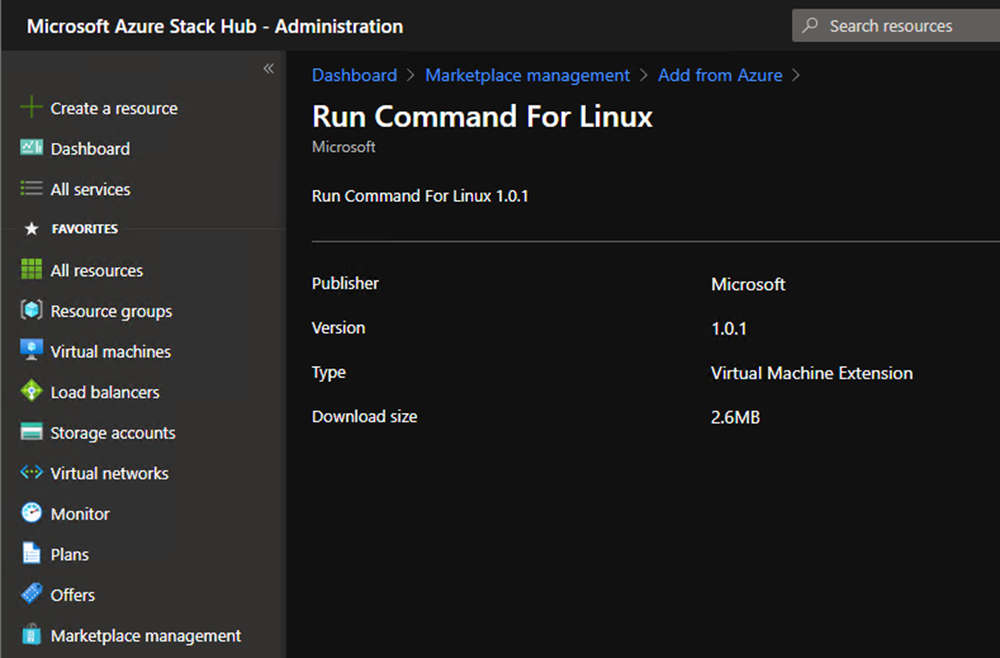 Microsoft Azure Stack Hub - Administration
Search resources
«
Dashboard > Marketplace management > Add from Azure >
Create a resource
Dashboard
All services
FAVORITES
All resources
Resource groups
Virtual machines
Load balancers
Storage accounts
Virtual networks
Monitor
Plans
Offers
Marketplace management
Run Command For Linux
Microsoft
Run Command For Linux 1.0.1
Publisher Microsoft
Version 1.0.1
Type Virtual Machine Extension
Download size 2.6MB